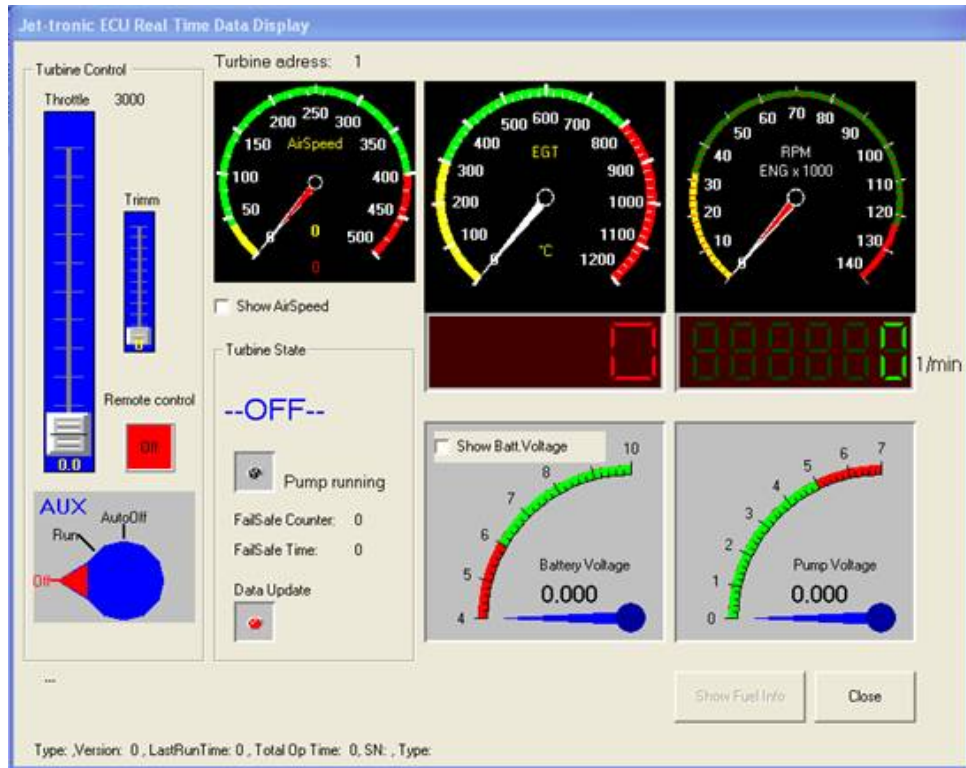 Jet-tronic ECU Real Time Data Display
Turbine Control
Throttle 3000
Trimm
0
0.0
Remote control
Off
AUX
AutoOff
Run
Off
Turbine adress: 1
0 50 100 150 200 250 300 350 400 450 500
AirSpeed
0
0
Show AirSpeed
0 100 200 300 400 500 600 700 800 900 1000 1100 1200
EGT
°C
0
0 10 20 30 40 50 60 70 80 90 100 110 120 130 140
RPM
ENG x 1000
0
1/min
Turbine State
--OFF--
Pump running
FailSafe Counter: 0
FailSafe Time: 0
Data Update
Show Batt.Voltage
4 5 6 7 8 10
Battery Voltage
0.000
0 1 2 3 4 5 6 7
Pump Voltage
0.000
...
Show Fuel Info
Close
Type: ,Version: 0 , LastRunTime: 0 , Total Op Time: 0, SN: , Type: